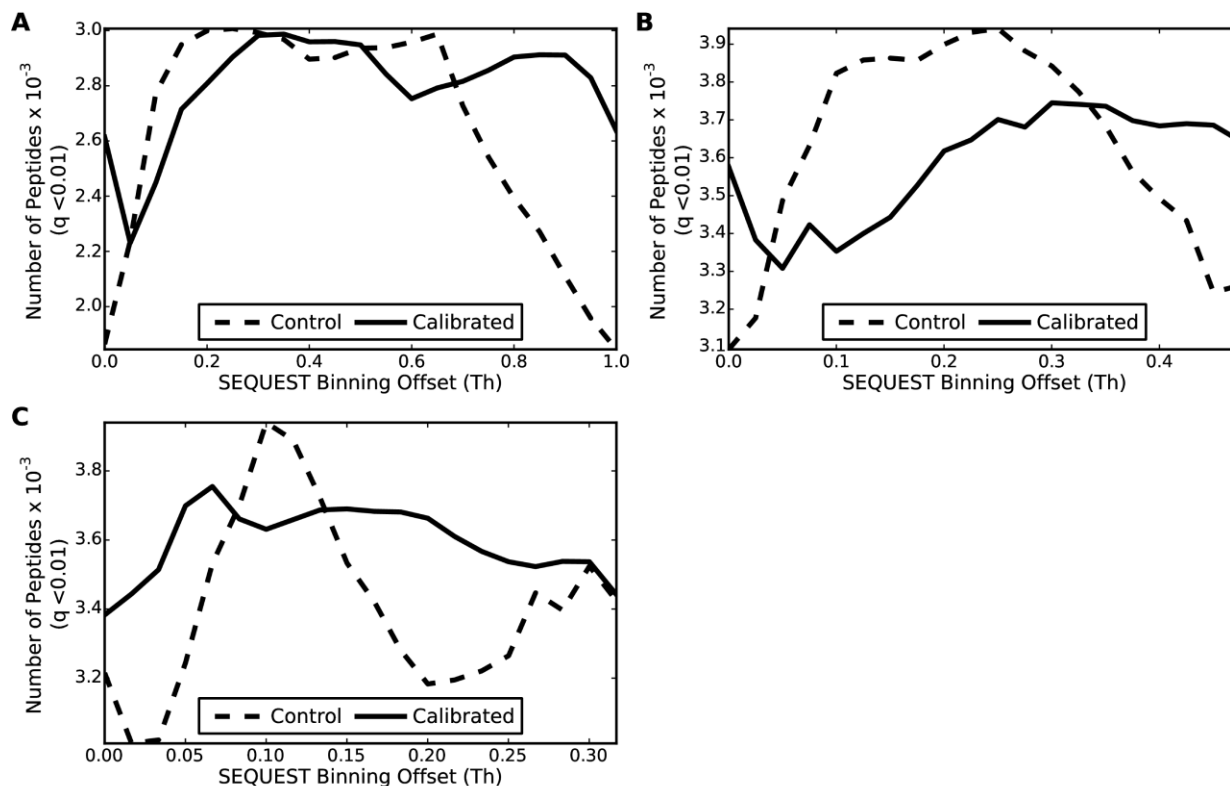 A
Number of Peptides x 10⁻³
(q <0.01)
3.0
2.8
2.6
2.4
2.2
2.0
Control
Calibrated
0.0
0.2
0.4
0.6
0.8
1.0
SEQUEST Binning Offset (Th)
B
Number of Peptides x 10⁻³
(q <0.01)
3.9
3.8
3.7
3.6
3.5
3.4
3.3
3.2
3.1
Control
Calibrated
0.0
0.1
0.2
0.3
0.4
SEQUEST Binning Offset (Th)
C
Number of Peptides x 10⁻³
(q <0.01)
3.8
3.6
3.4
3.2
Control
Calibrated
0.00
0.05
0.10
0.15
0.20
0.25
0.30
SEQUEST Binning Offset (Th)